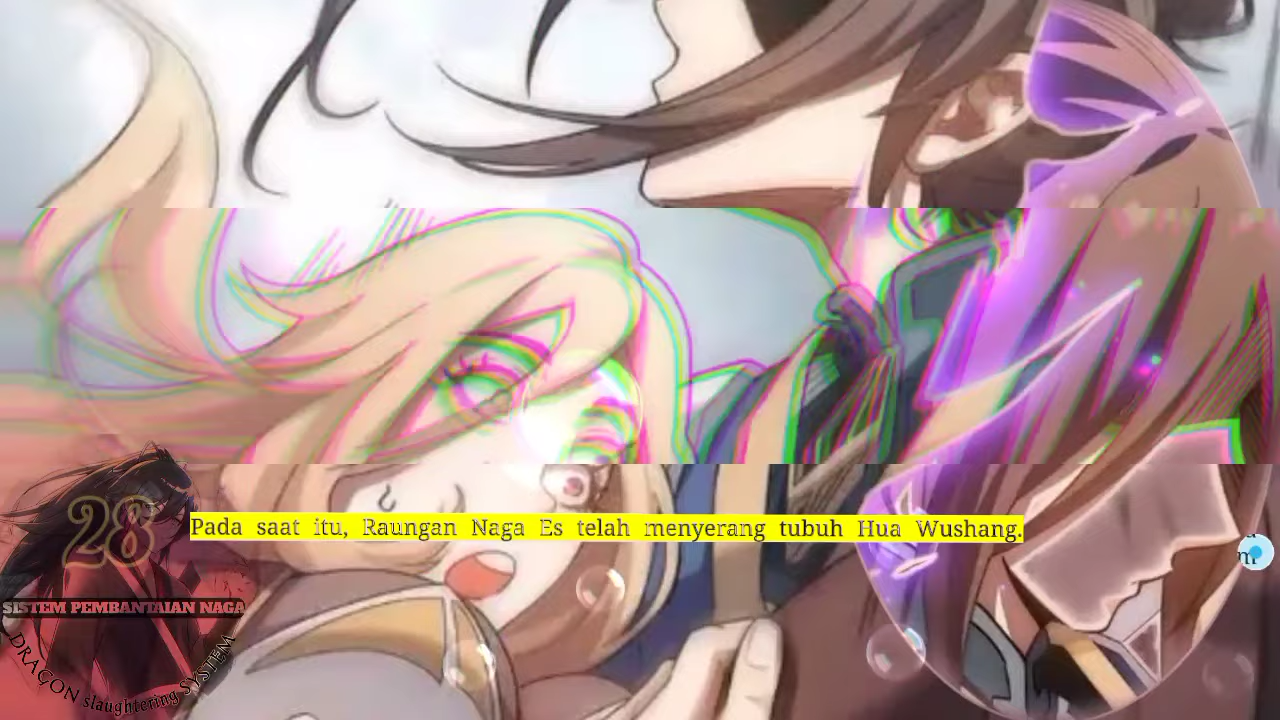 28
Pada saat itu, Raungan Naga Es telah menyerang tubuh Hua Wushang.
SISTEM PEMBANTAIAN NAGA
DRAGON slaughtering SYSTEM